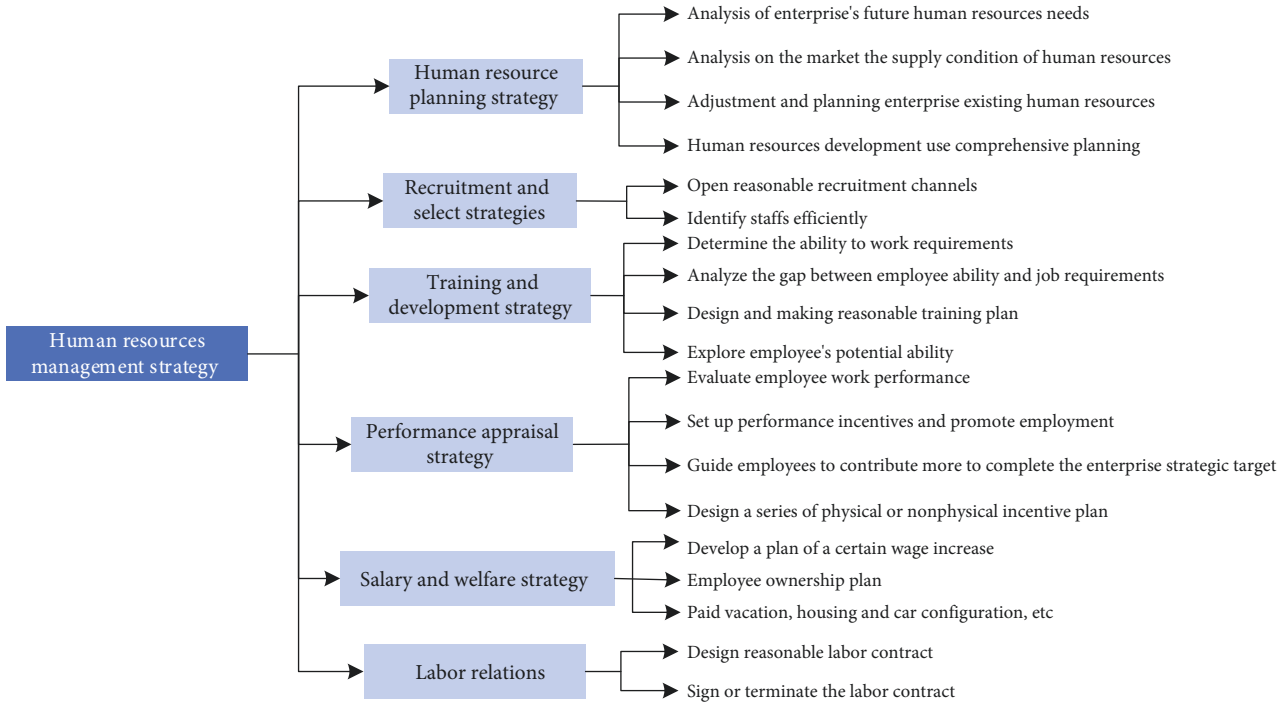 Human resources
management strategy
Human resource
planning strategy
Analysis of enterprise's future human resources needs
Analysis on the market the supply condition of human resources
Adjustment and planning enterprise existing human resources
Human resources development use comprehensive planning
Recruitment and
select strategies
Open reasonable recruitment channels
Identify staffs efficiently
Training and
development strategy
Determine the ability to work requirements
Analyze the gap between employee ability and job requirements
Design and making reasonable training plan
Explore employee's potential ability
Performance appraisal
strategy
Evaluate employee work performance
Set up performance incentives and promote employment
Guide employees to contribute more to complete the enterprise strategic target
Design a series of physical or nonphysical incentive plan
Salary and welfare strategy
Develop a plan of a certain wage increase
Employee ownership plan
Paid vacation, housing and car configuration, etc
Labor relations
Design reasonable labor contract
Sign or terminate the labor contract